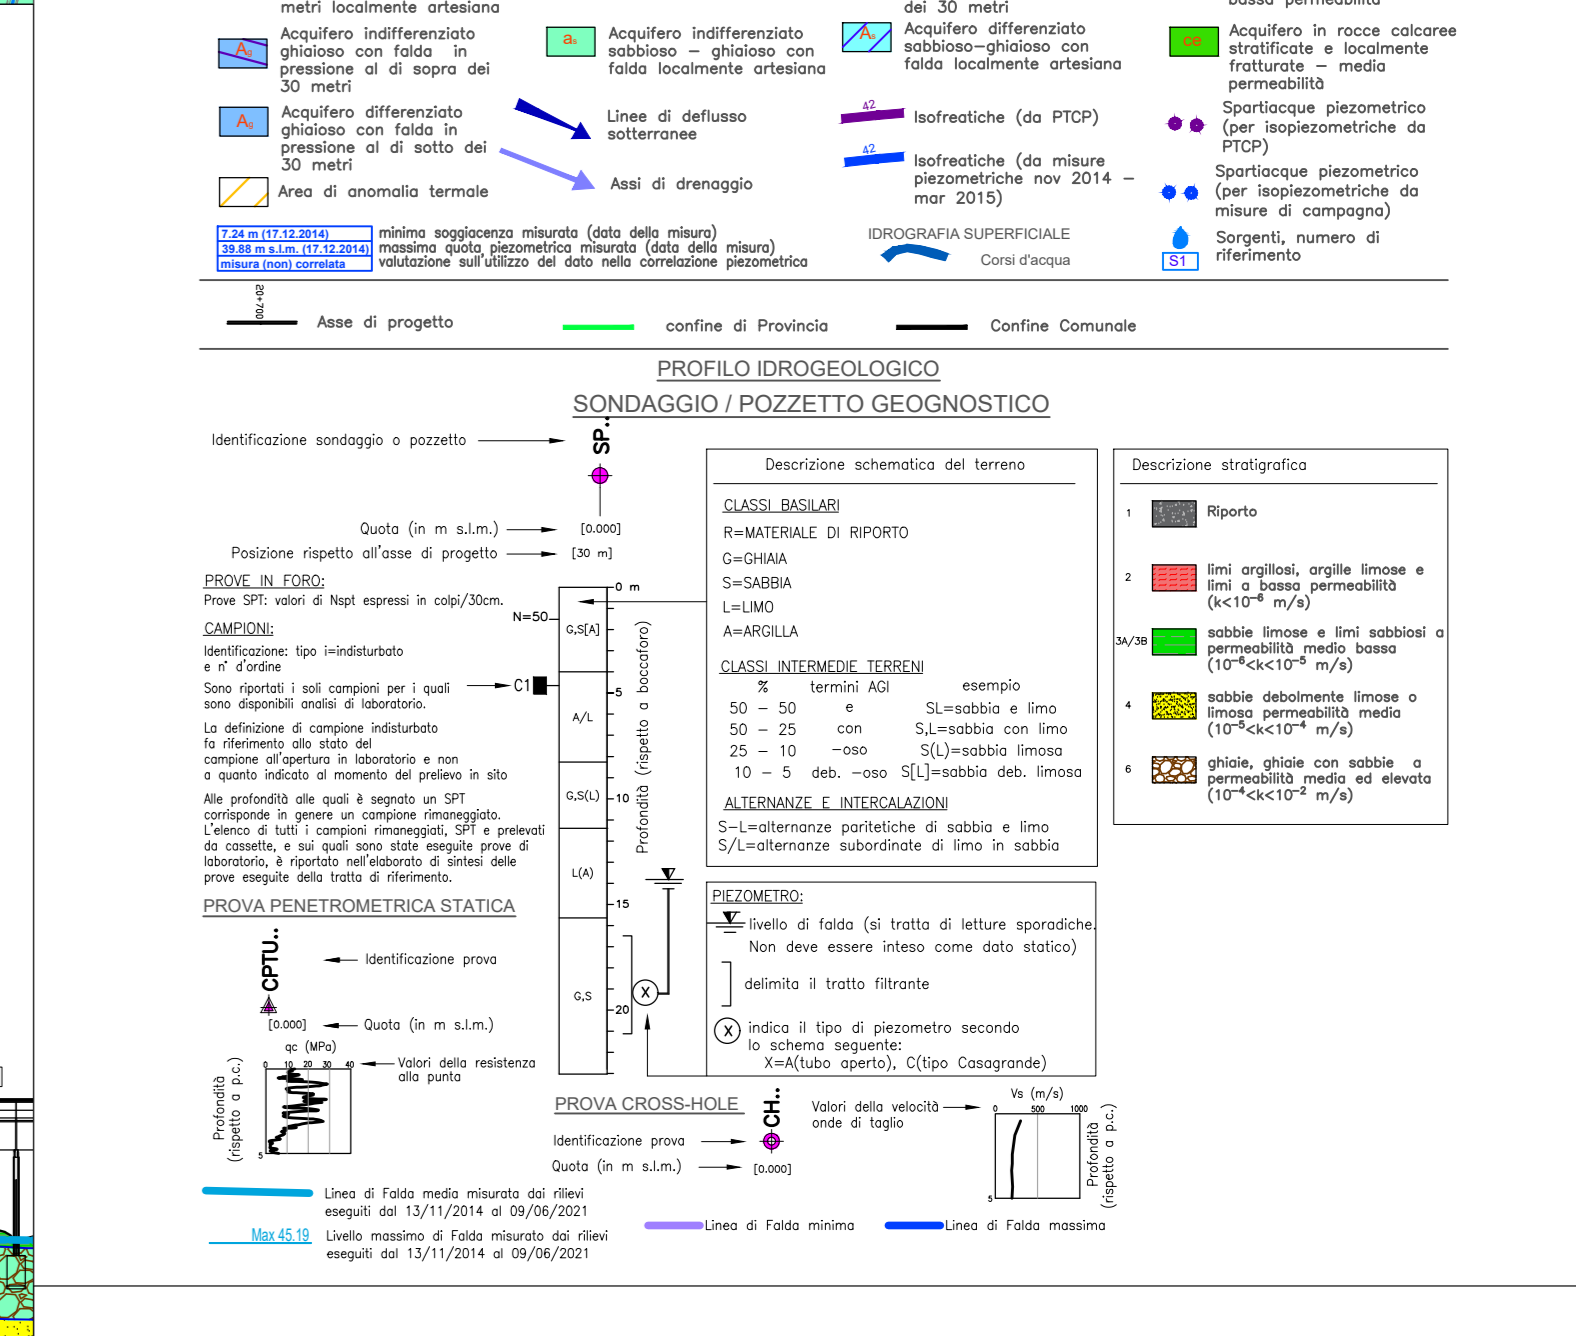 metri localmente artesiana
dei 30 metri
bassa permeabilità
Ag
Acquifero indifferenziato
ghiaioso con falda in
pressione al di sopra dei
30 metri
as
Acquifero indifferenziato
sabbioso – ghiaioso con
falda localmente artesiana
As
Acquifero differenziato
sabbioso–ghiaioso con
falda localmente artesiana
ce
Acquifero in rocce calcaree
stratificate e localmente
fratturate – media
permeabilità
Ag
Acquifero differenziato
ghiaioso con falda in
pressione al di sotto dei
30 metri
Linee di deflusso
sotterranee
42
Isofreatiche (da PTCP)
Spartiacque piezometrico
(per isopiezometriche da
PTCP)
Area di anomalia termale
Assi di drenaggio
42
Isofreatiche (da misure
piezometriche nov 2014 –
mar 2015)
Spartiacque piezometrico
(per isopiezometriche da
misure di campagna)
7.24 m (17.12.2014)
minima soggiacenza misurata (data della misura)
39.88 m s.l.m. (17.12.2014)
massima quota piezometrica misurata (data della misura)
misura (non) correlata
valutazione sull'utilizzo del dato nella correlazione piezometrica
IDROGRAFIA SUPERFICIALE
Corsi d'acqua
S1
Sorgenti, numero di
riferimento
20+700
Asse di progetto
confine di Provincia
Confine Comunale
PROFILO IDROGEOLOGICO
SONDAGGIO / POZZETTO GEOGNOSTICO
Identificazione sondaggio o pozzetto
SP..
Quota (in m s.l.m.)
[0.000]
Posizione rispetto all'asse di progetto
[30 m]
PROVE IN FORO:
Prove SPT: valori di Nspt espressi in colpi/30cm.
CAMPIONI:
Identificazione: tipo i=indisturbato
e n° d'ordine
Sono riportati i soli campioni per i quali
sono disponibili analisi di laboratorio.
La definizione di campione indisturbato
fa riferimento allo stato del
campione all'apertura in laboratorio e non
a quanto indicato al momento del prelievo in sito
Alle profondità alle quali è segnato un SPT
corrisponde in genere un campione rimaneggiato.
L'elenco di tutti i campioni rimaneggiati, SPT e prelevati
da cassette, e sui quali sono state eseguite prove di
laboratorio, è riportato nell'elaborato di sintesi delle
prove eseguite della tratta di riferimento.
N=50
C1
G,S[A]
A/L
G,S(L)
L(A)
G,S
0 m
5
10
15
20
Profondità (rispetto a boccaforo)
X
Descrizione schematica del terreno
CLASSI BASILARI
R=MATERIALE DI RIPORTO
G=GHIAIA
S=SABBIA
L=LIMO
A=ARGILLA
CLASSI INTERMEDIE TERRENI
% termini AGI esempio
50 – 50 e SL=sabbia e limo
50 – 25 con S,L=sabbia con limo
25 – 10 –oso S(L)=sabbia limosa
10 – 5 deb. –oso S[L]=sabbia deb. limosa
ALTERNANZE E INTERCALAZIONI
S–L=alternanze paritetiche di sabbia e limo
S/L=alternanze subordinate di limo in sabbia
Descrizione stratigrafica
1
Riporto
2
limi argillosi, argille limose e
limi a bassa permeabilità
(k<10⁻⁶ m/s)
3A/3B
sabbie limose e limi sabbiosi a
permeabilità medio bassa
(10⁻⁶<k<10⁻⁵ m/s)
4
sabbie debolmente limose o
limosa permeabilità media
(10⁻⁵<k<10⁻⁴ m/s)
6
ghiaie, ghiaie con sabbie a
permeabilità media ed elevata
(10⁻⁴<k<10⁻² m/s)
PIEZOMETRO:
livello di falda (si tratta di letture sporadiche.
Non deve essere inteso come dato statico)
delimita il tratto filtrante
X
indica il tipo di piezometro secondo
lo schema seguente:
X=A(tubo aperto), C(tipo Casagrande)
PROVA PENETROMETRICA STATICA
CPTU..
Identificazione prova
[0.000]
Quota (in m s.l.m.)
qc (MPa)
0 10 20 30 40
Valori della resistenza
alla punta
Profondità
(rispetto a p.c.)
5
PROVA CROSS-HOLE
CH..
Identificazione prova
Quota (in m s.l.m.)
[0.000]
Valori della velocità
onde di taglio
Vs (m/s)
0 500 1000
5
Profondità
(rispetto a p.c.)
Linea di Falda media misurata dai rilievi
eseguiti dal 13/11/2014 al 09/06/2021
Max 45.19
Livello massimo di Falda misurato dai rilievi
eseguiti dal 13/11/2014 al 09/06/2021
Linea di Falda minima
Linea di Falda massima